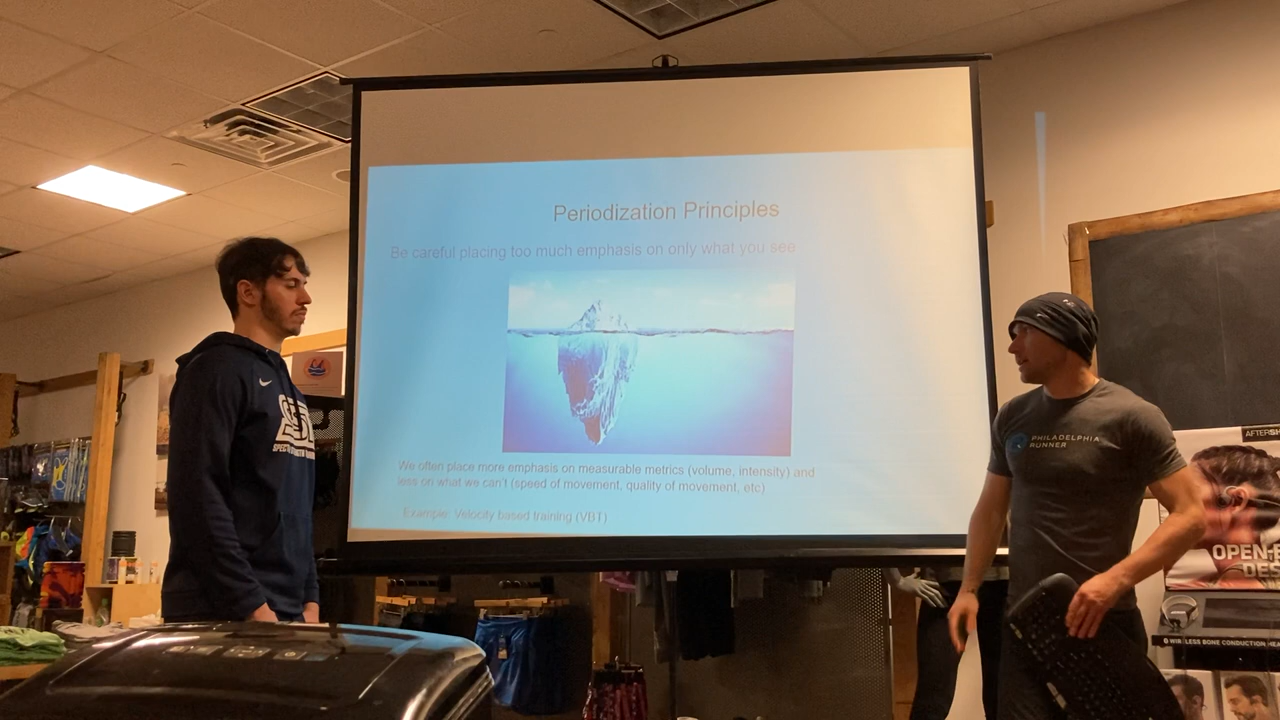 Periodization Principles
Be careful placing too much emphasis on only what you see
We often place more emphasis on measurable metrics (volume, intensity) and
less on what we can't (speed of movement, quality of movement, etc)
Example: Velocity based training (VBT)
PHILADELPHIA
RUNNER
AFTERSH
OPEN-E
DES
WIRELESS BONE CONDUCTION HEA